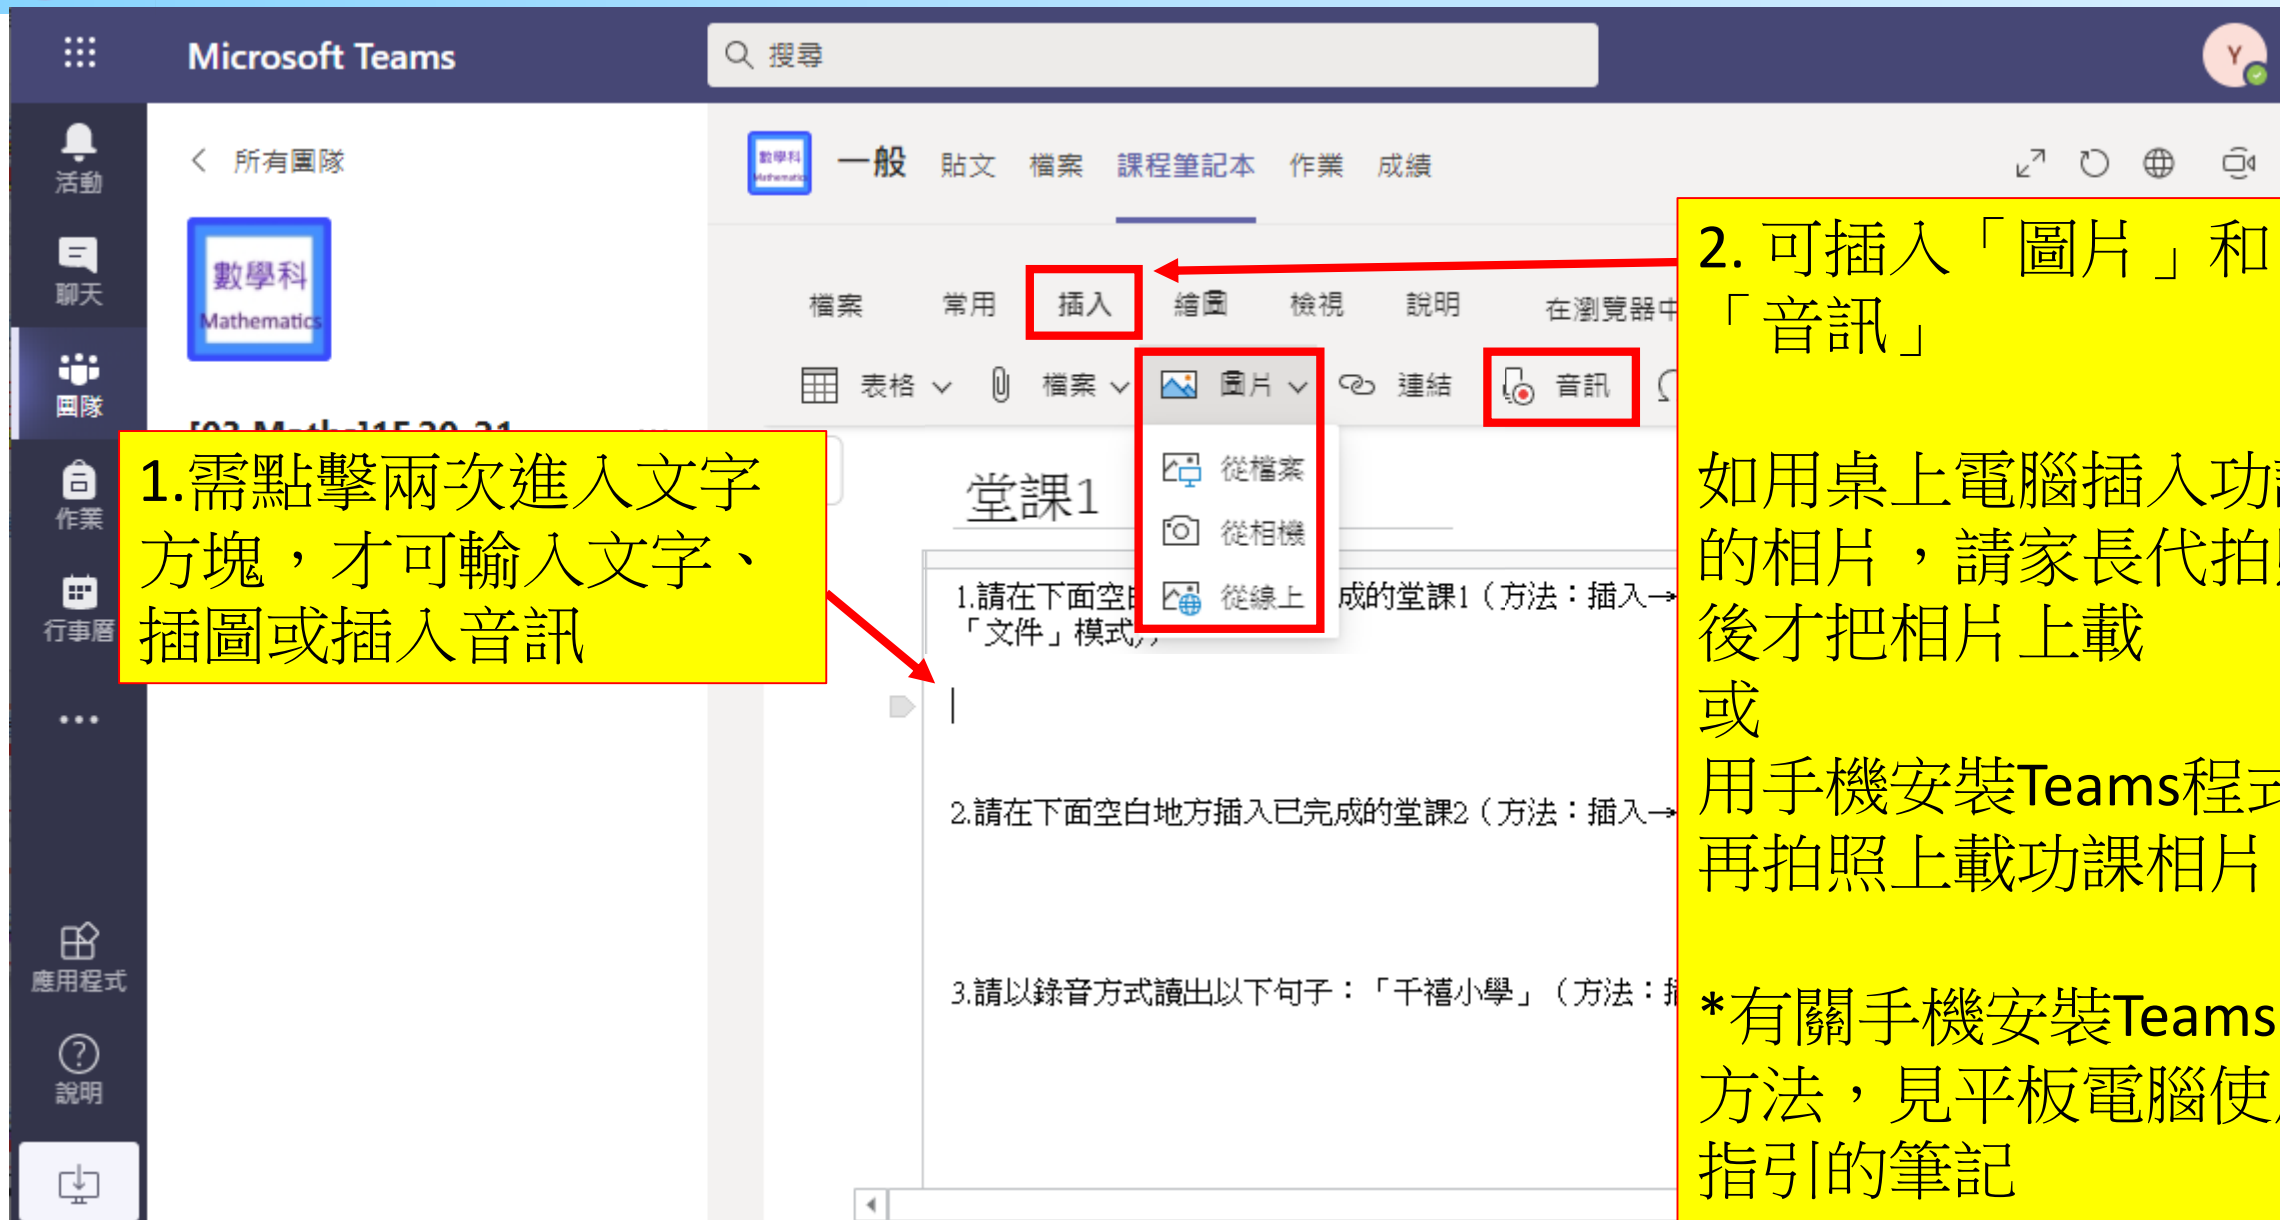 Microsoft Teams
搜尋
Y
活動
聊天
團隊
作業
行事曆
應用程式
說明
所有團隊
數學科
Mathematics
數學科
Mathematic
一般 貼文 檔案 課程筆記本 作業 成績
檔案 常用 插入 繪圖 檢視 說明 在瀏覽器中
表格 檔案 圖片 連結 音訊
從檔案
從相機
從線上
堂課1
1.請在下面空 成的堂課1（方法：插入→
「文件」模式
2.請在下面空白地方插入已完成的堂課2（方法：插入→
3.請以錄音方式讀出以下句子：「千禧小學」（方法：
1.需點擊兩次進入文字
方塊，才可輸入文字、
插圖或插入音訊
2. 可插入「圖片」和
「音訊」
如用桌上電腦插入功
的相片，請家長代拍
後才把相片上載
或
用手機安裝Teams程
再拍照上載功課相片
*有關手機安裝Teams
方法，見平板電腦使
指引的筆記